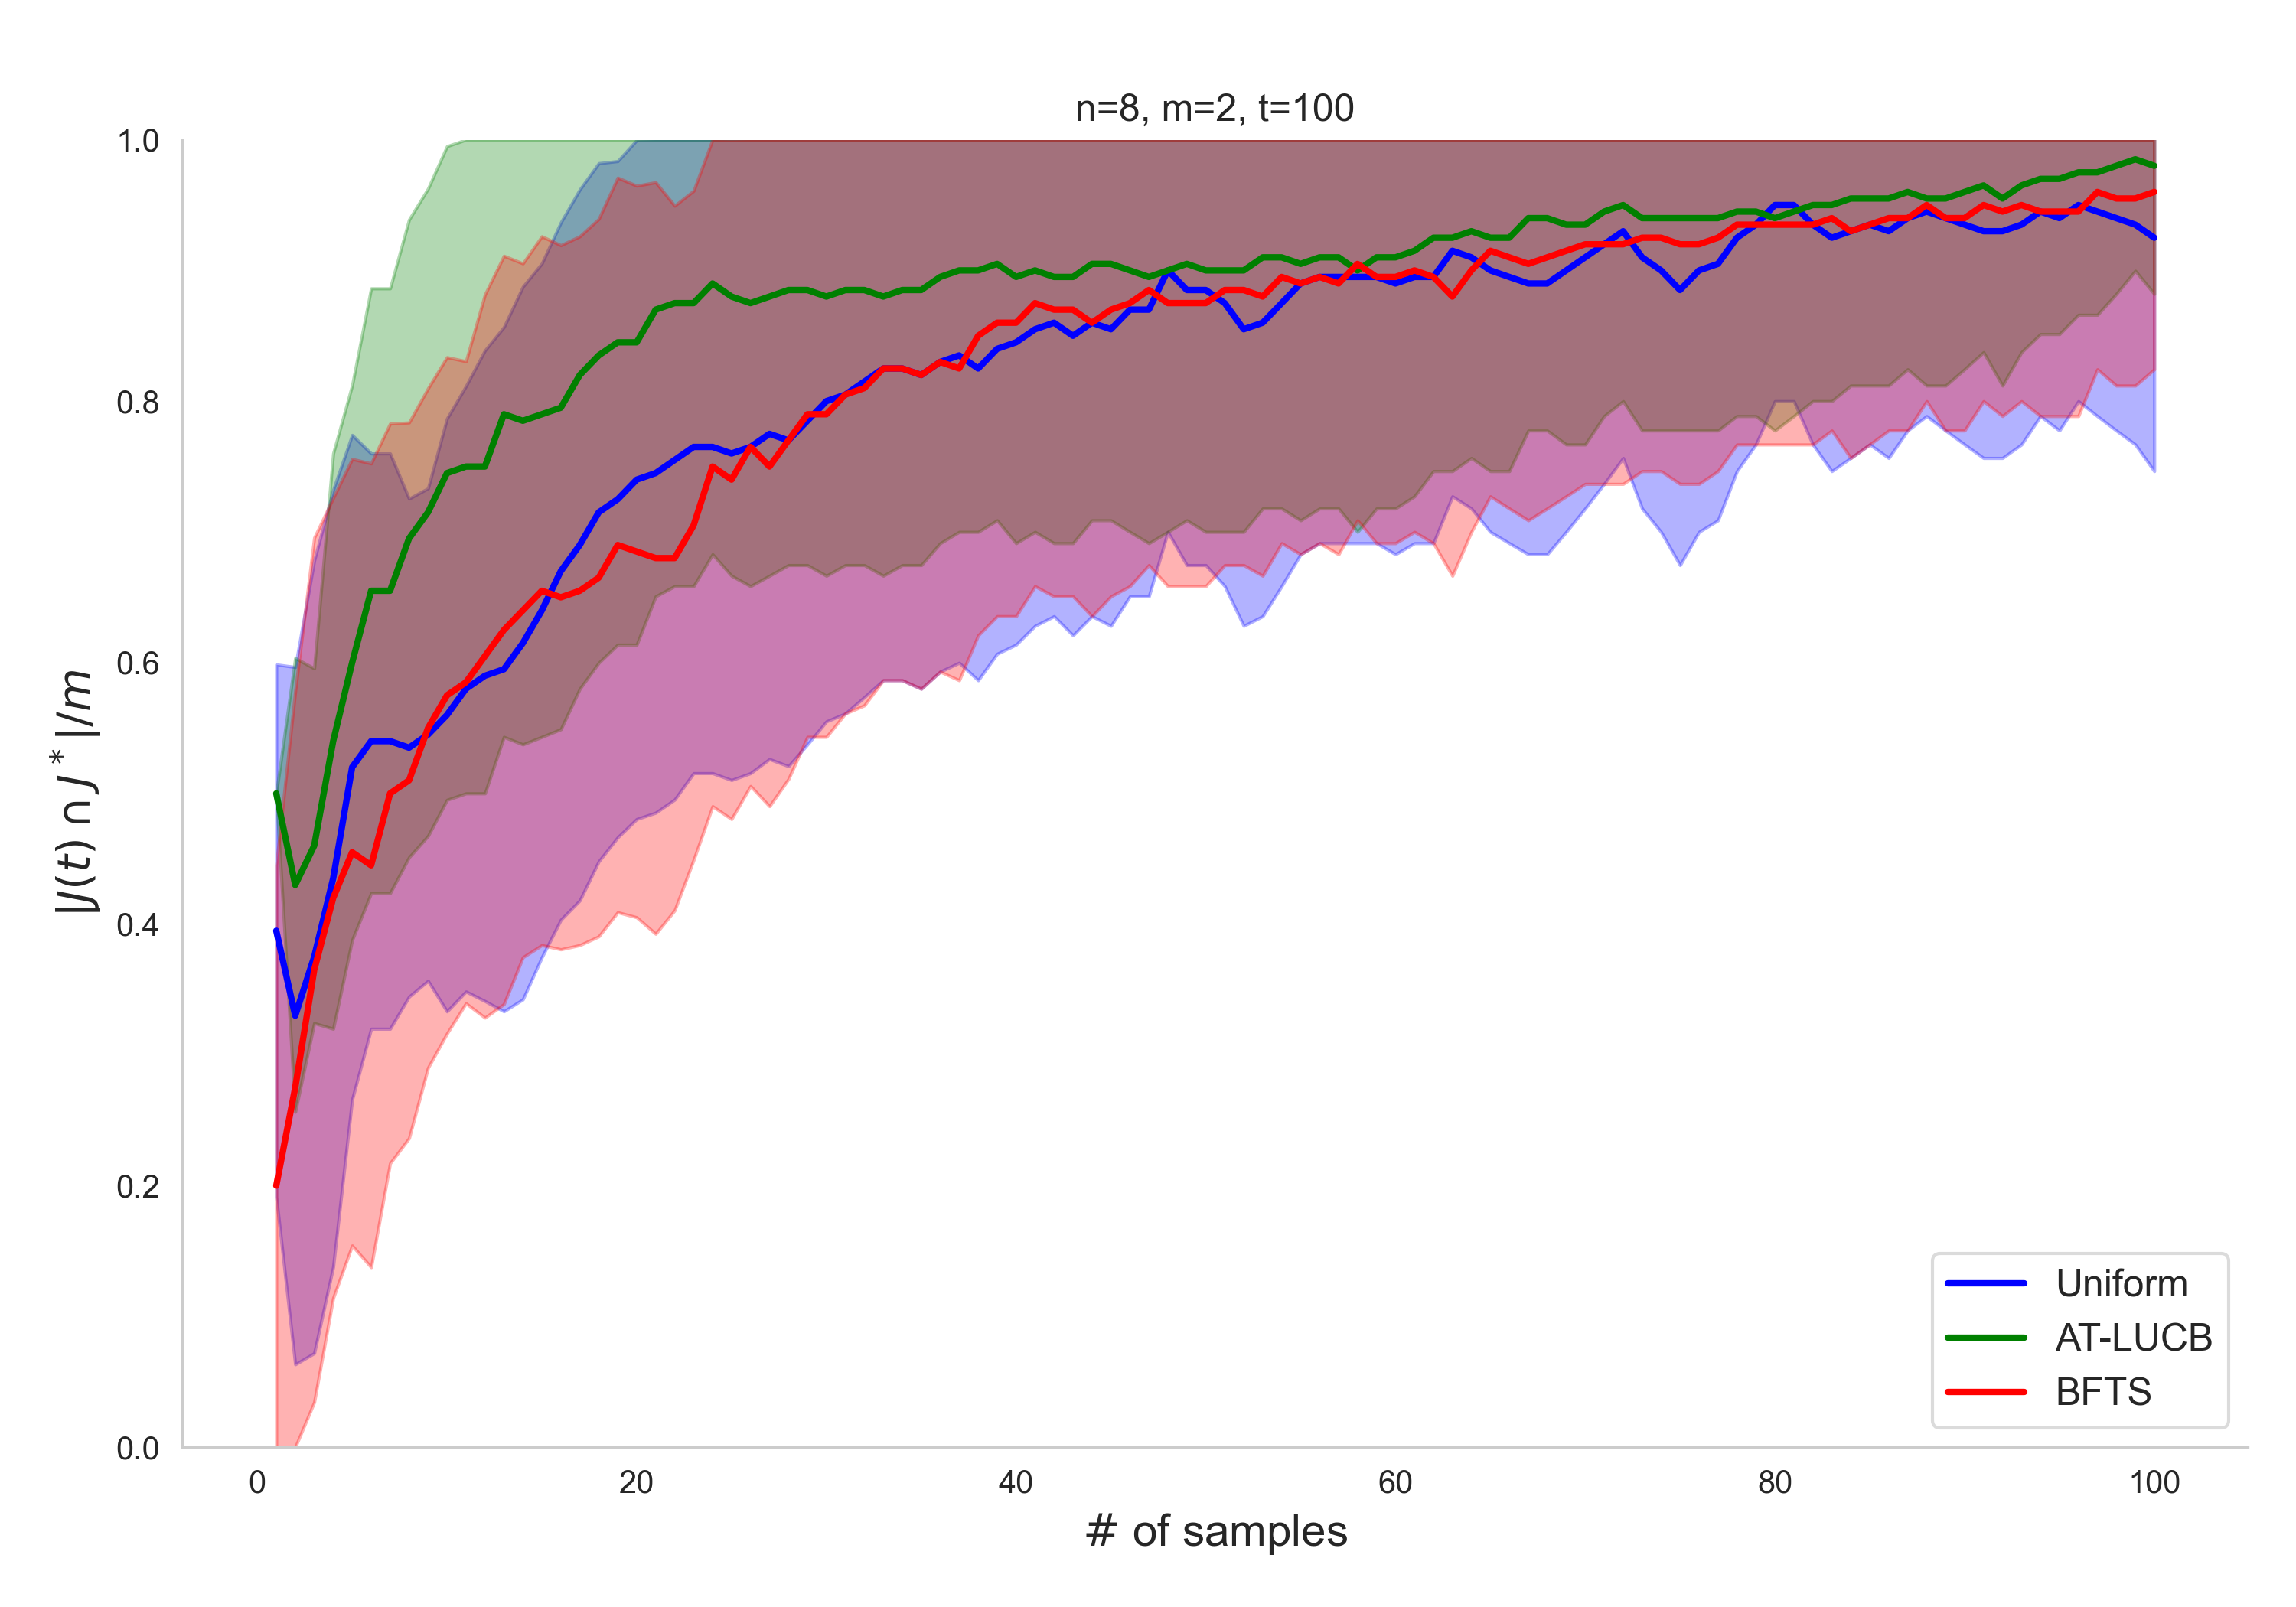 n=8, m=2, t=100
1.0
0.8
0.6
0.4
0.2
0.0
|J(t) ∩ J*|/m
0 20 40 60 80 100
# of samples
Uniform
AT-LUCB
BFTS